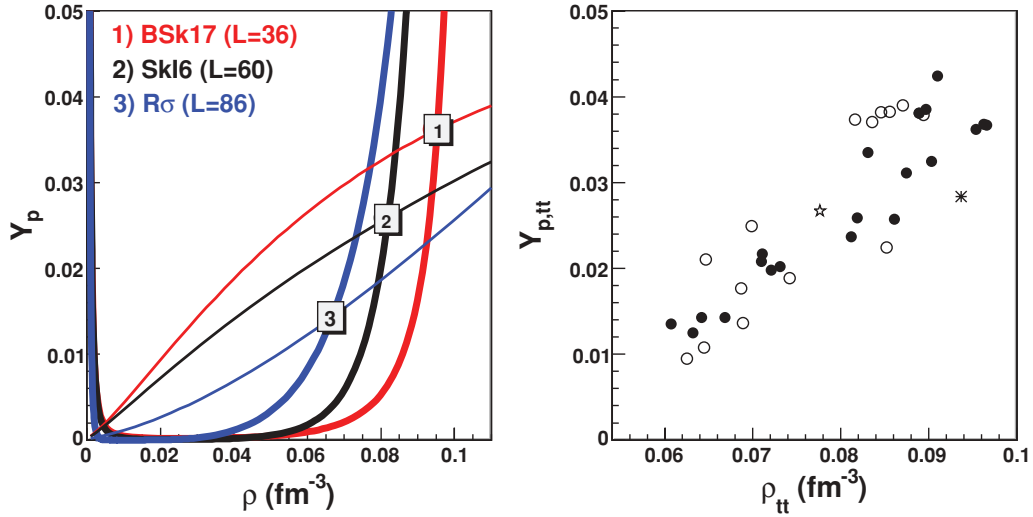 0.05
0.04
0.03
0.02
0.01
0
Yₚ
1) BSk17 (L=36)
2) SkI6 (L=60)
3) Rσ (L=86)
1
2
3
0 0.02 0.04 0.06 0.08 0.1
ρ (fm⁻³)
0.05
0.04
0.03
0.02
0.01
0.0
Yp,tt
0.06 0.07 0.08 0.09 0.1
ρtt (fm⁻³)